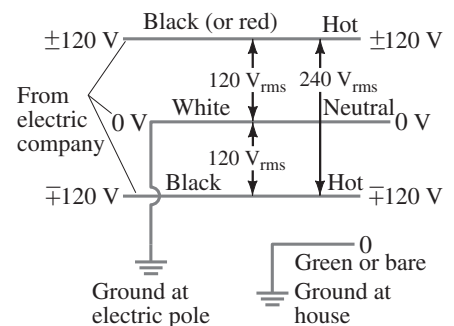 Black (or red) Hot
±120 V ±120 V
120 Vrms 240 Vrms
From
electric
company
0 V White Neutral 0 V
120 Vrms
∓120 V Black Hot ∓120 V
0
Green or bare
Ground at
electric pole
Ground at
house